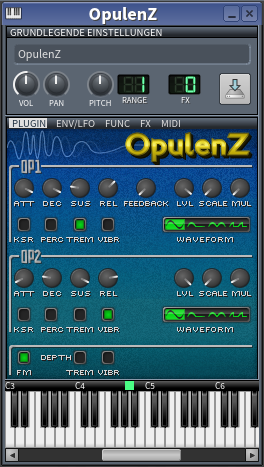 OpulenZ
GRUNDLEGENDE EINSTELLUNGEN
OpulenZ
1 0
VOL PAN PITCH RANGE FX
PLUGIN ENV/LFO FUNC FX MIDI
OpulenZ
OP1
ATT DEC SUS REL FEEDBACK LVL SCALE MUL
KSR PERC TREM VIBR WAVEFORM
OP2
ATT DEC SUS REL LVL SCALE MUL
KSR PERC TREM VIBR WAVEFORM
FM DEPTH TREM VIBR
C3 C4 C5 C6